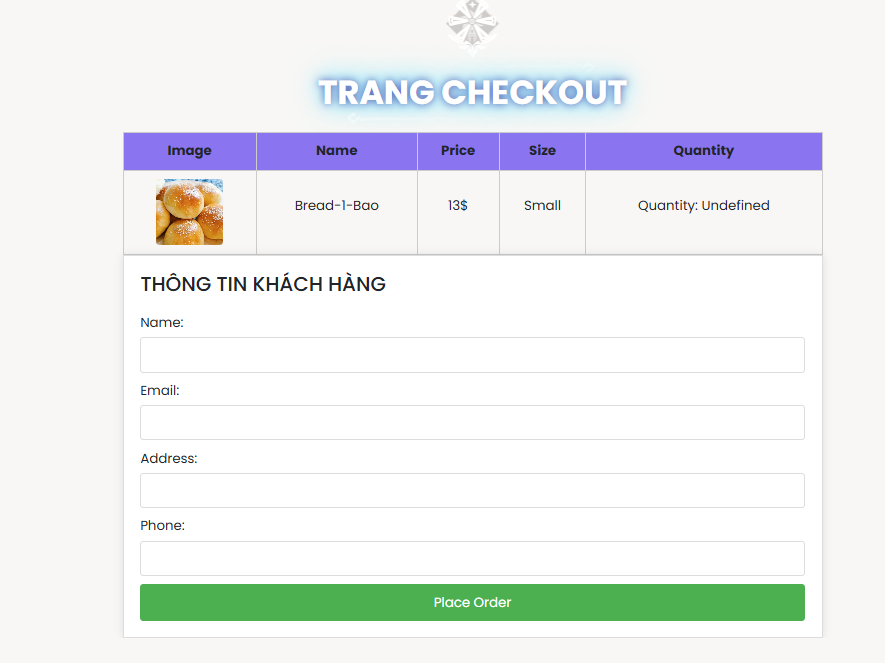 TRANG CHECKOUT
Image Name Price Size Quantity
Bread-1-Bao 13$ Small Quantity: Undefined
THÔNG TIN KHÁCH HÀNG
Name:
Email:
Address:
Phone:
Place Order